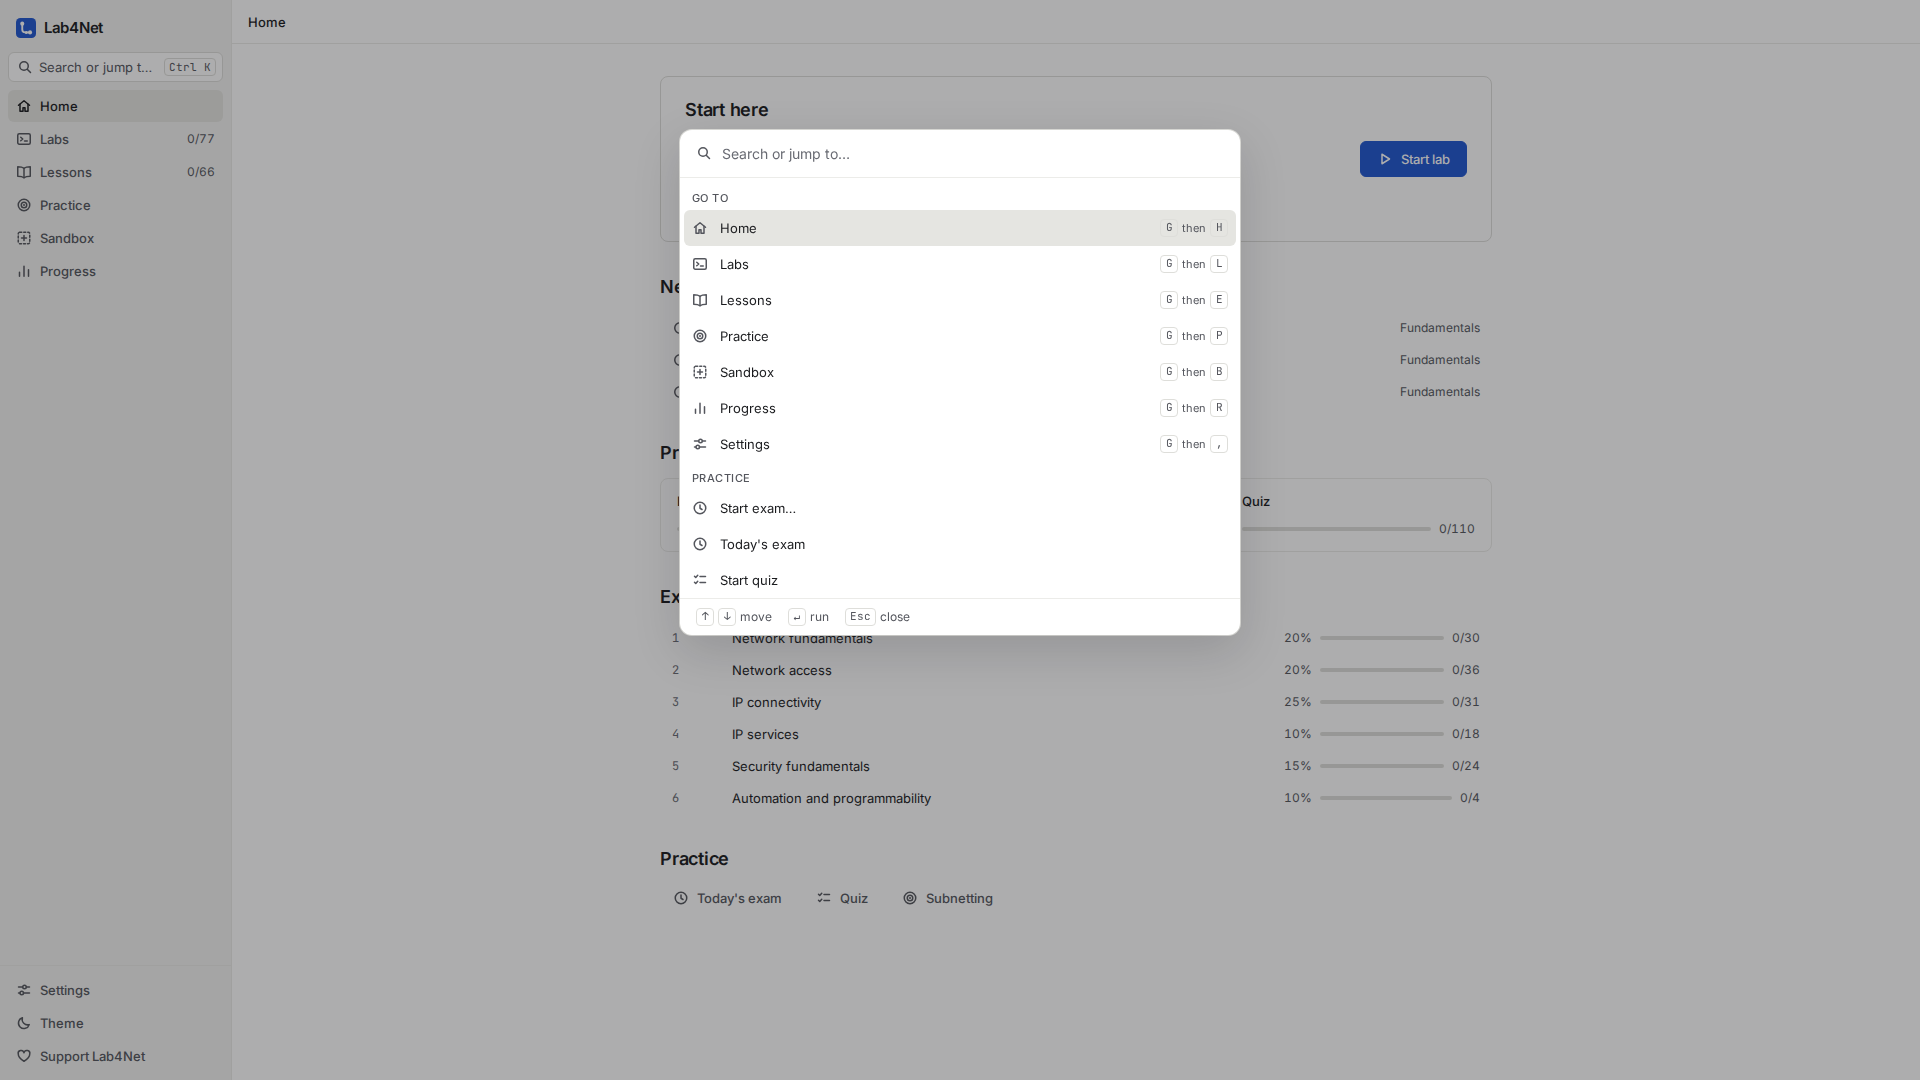 Lab4Net
Search or jump t... Ctrl K
Home
Labs 0/77
Lessons 0/66
Practice
Sandbox
Progress
Settings
Theme
Support Lab4Net
Home
Start here
Start lab
Search or jump to...
GO TO
Home G then H
Labs G then L
Lessons G then E
Practice G then P
Sandbox G then B
Progress G then R
Settings G then ,
PRACTICE
Start exam...
Today's exam
Start quiz
↑ ↓ move ↵ run Esc close
Ne
Fundamentals
Fundamentals
Fundamentals
Pr
Quiz
0/110
Ex
1 Network fundamentals 20% 0/30
2 Network access 20% 0/36
3 IP connectivity 25% 0/31
4 IP services 10% 0/18
5 Security fundamentals 15% 0/24
6 Automation and programmability 10% 0/4
Practice
Today's exam Quiz Subnetting